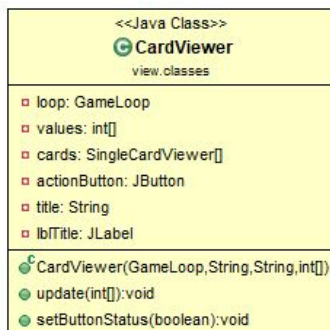 <<Java Class>>
CardViewer
view.classes
loop: GameLoop
values: int[]
cards: SingleCardViewer[]
actionButton: JButton
title: String
lblTitle: JLabel
CardViewer(GameLoop,String,String,int[])
update(int[]):void
setButtonStatus(boolean):void